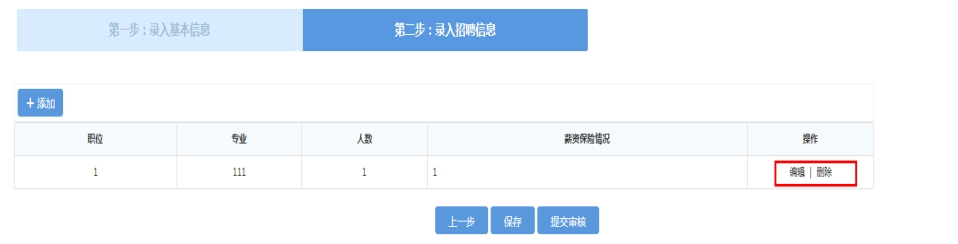 第一步：录入基本信息 第二步：录入招聘信息
+ 添加
职位 专业 人数 薪资保险情况 操作
1 111 1 1 编辑 | 删除
上一步 保存 提交审核